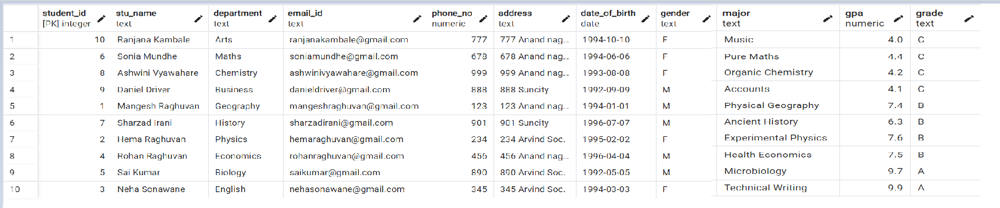 student_id stu_name department email_id phone_no address date_of_birth gender major gpa grade
[PK] integer text text text numeric text date text text numeric text
1 10 Ranjana Kambale Arts ranjanakambale@gmail.com 777 777 Anand nag... 1994-10-10 F Music 4.0 C
2 6 Sonia Mundhe Maths soniamundhe@gmail.com 678 678 Anand nag... 1994-06-06 F Pure Maths 4.4 C
3 8 Ashwini Vyawahare Chemistry ashwinivyawahare@gmail.com 999 999 Anand nag... 1993-08-08 F Organic Chemistry 4.2 C
4 9 Daniel Driver Business danieldriver@gmail.com 888 888 Suncity 1992-09-09 M Accounts 4.1 C
5 1 Mangesh Raghuvan Geography mangeshraghuvan@gmail.com 123 123 Anand nag... 1994-01-01 M Physical Geography 7.4 B
6 7 Sharzad Irani History sharzadirani@gmail.com 901 901 Suncity 1996-07-07 M Ancient History 6.3 B
7 2 Hema Raghuvan Physics hemaraghuvan@gmail.com 234 234 Arvind Soc. 1995-02-02 F Experimental Physics 7.6 B
8 4 Rohan Raghuvan Economics rohanraghuvan@gmail.com 456 456 Anand nag... 1996-04-04 M Health Economics 7.5 B
9 5 Sai Kumar Biology saikumar@gmail.com 890 890 Arvind Soc. 1992-05-05 M Microbiology 9.7 A
10 3 Neha Sonawane English nehasonawane@gmail.com 345 345 Arvind Soc. 1994-03-03 F Technical Writing 9.9 A